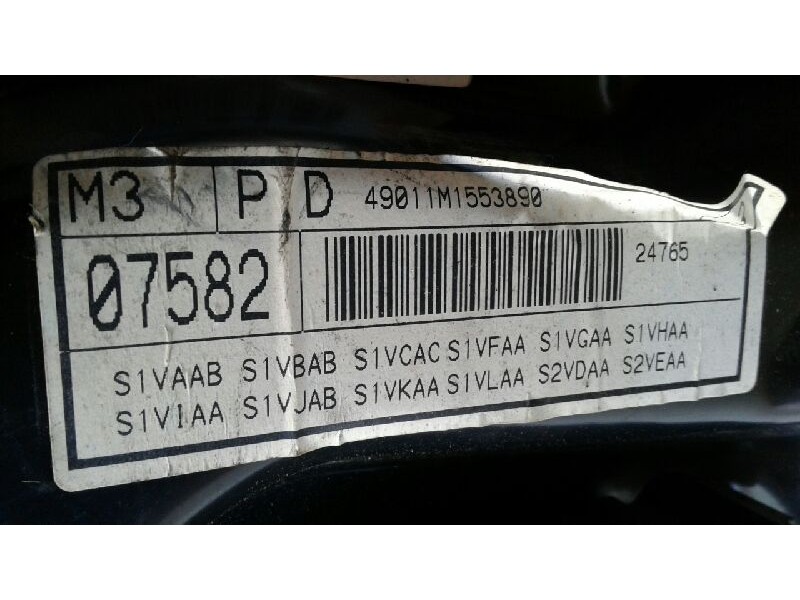 M3 P D 49011M1553890
07582 24765
S1VAAB S1VBAB S1VCAC S1VFAA S1VGAA S1VHAA
S1VIAA S1VJAB S1VKAA S1VLAA S2VDAA S2VEAA